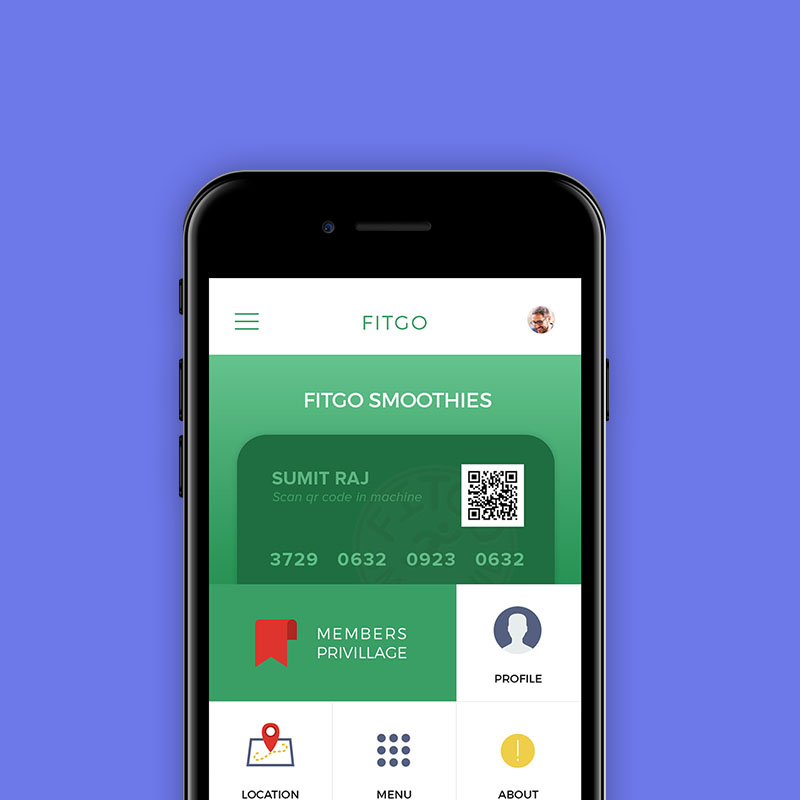 FITGO
FITGO SMOOTHIES
SUMIT RAJ
Scan qr code in machine
3729 0632 0923 0632
MEMBERS
PRIVILLAGE
PROFILE
LOCATION
MENU
ABOUT